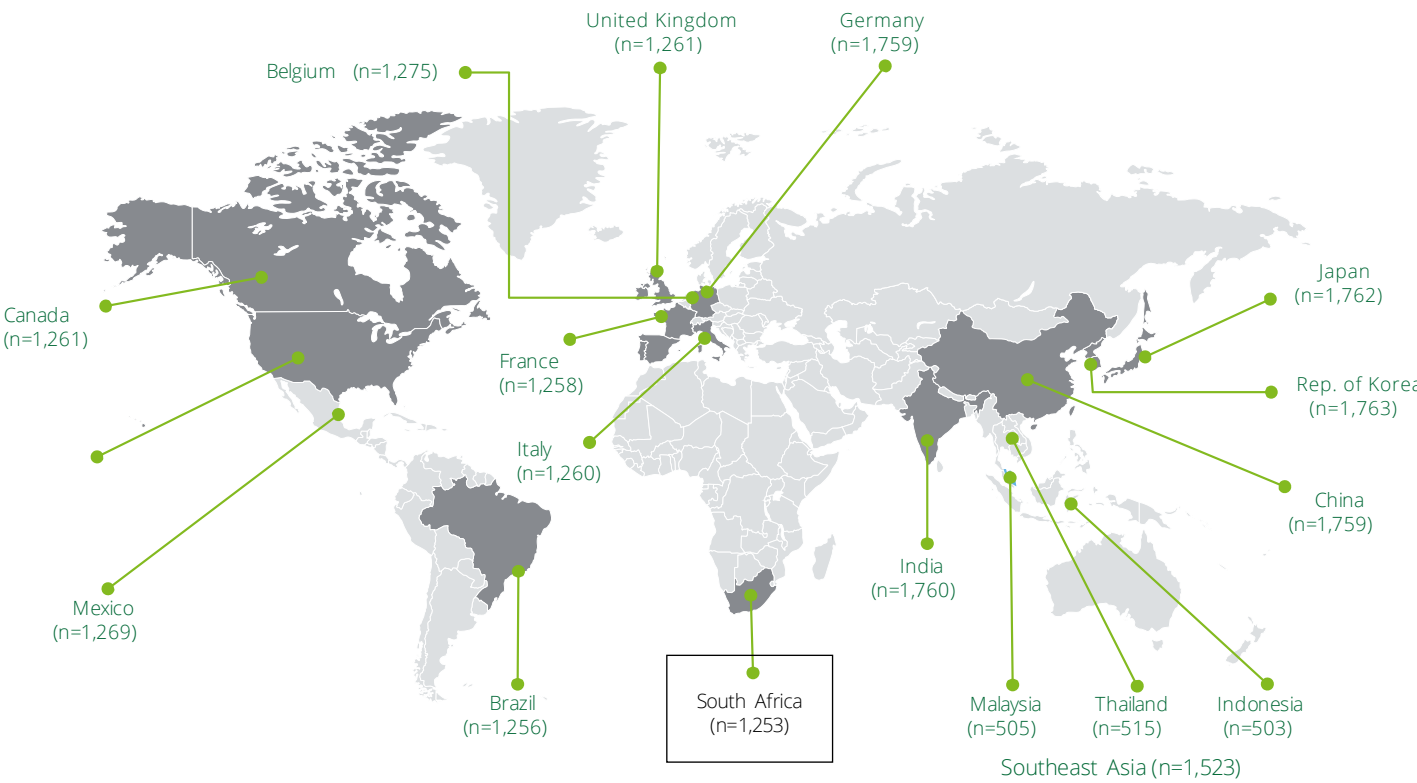 United Kingdom
(n=1,261)
Germany
(n=1,759)
Belgium (n=1,275)
Canada
(n=1,261)
Japan
(n=1,762)
France
(n=1,258)
Rep. of Korea
(n=1,763)
Italy
(n=1,260)
China
(n=1,759)
India
(n=1,760)
Mexico
(n=1,269)
Brazil
(n=1,256)
South Africa
(n=1,253)
Malaysia
(n=505)
Thailand
(n=515)
Indonesia
(n=503)
Southeast Asia (n=1,523)